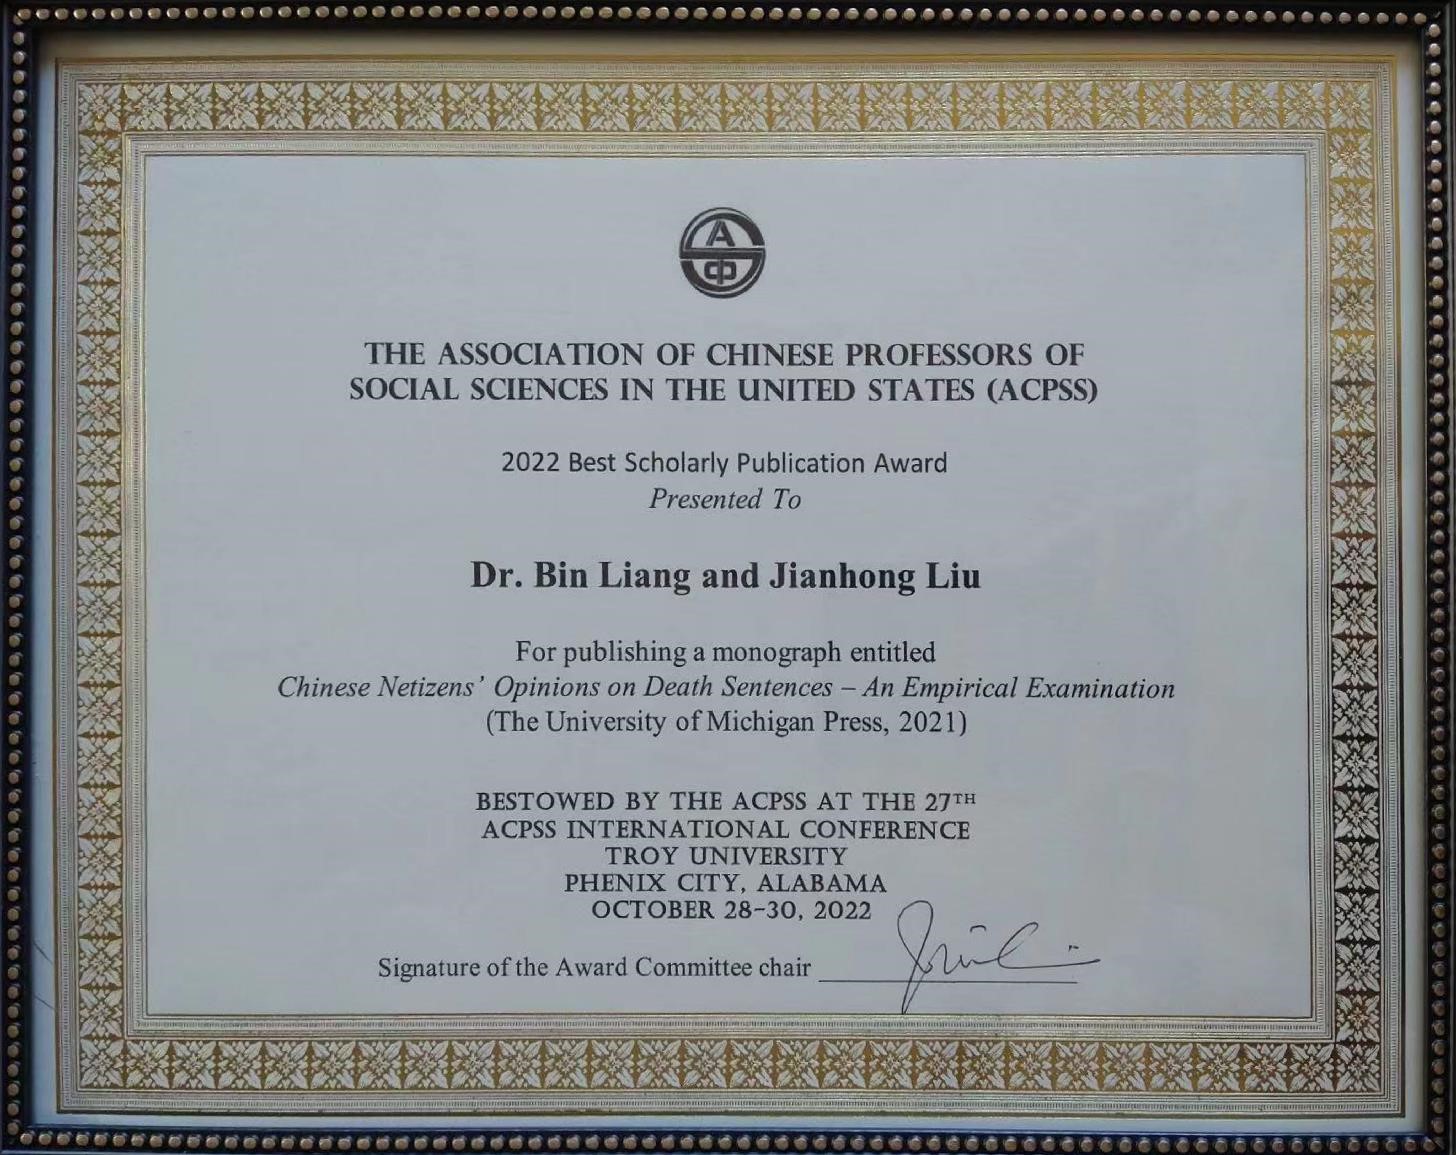 THE ASSOCIATION OF CHINESE PROFESSORS OF
SOCIAL SCIENCES IN THE UNITED STATES (ACPSS)
2022 Best Scholarly Publication Award
Presented To
Dr. Bin Liang and Jianhong Liu
For publishing a monograph entitled
Chinese Netizens’ Opinions on Death Sentences – An Empirical Examination
(The University of Michigan Press, 2021)
BESTOWED BY THE ACPSS AT THE 27TH
ACPSS INTERNATIONAL CONFERENCE
TROY UNIVERSITY
PHENIX CITY, ALABAMA
OCTOBER 28-30, 2022
Signature of the Award Committee chair